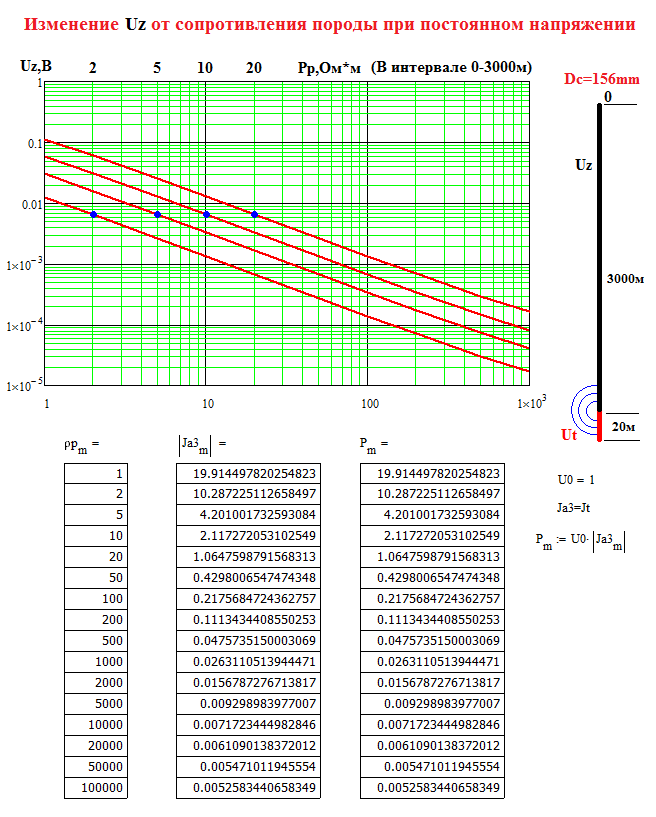 Изменение Uz от сопротивления породы при постоянном напряжении
Uz,В 2 5 10 20 Pp,Ом*м (В интервале 0-3000м)
Dc=156mm
0
1
0.1
Uz
0.01
1×10⁻³
3000м
1×10⁻⁴
1×10⁻⁵
1 10 100 1×10³
20м
Ut
ρp_m = |Ja3_m| = P_m =
1 19.914497820254823 19.914497820254823
2 10.287225112658497 10.287225112658497
5 4.201001732593084 4.201001732593084
10 2.117272053102549 2.117272053102549
20 1.0647598791568313 1.0647598791568313
50 0.4298006547474348 0.4298006547474348
100 0.2175684724362757 0.2175684724362757
200 0.1113434408550253 0.1113434408550253
500 0.0475735150003069 0.0475735150003069
1000 0.0263110513944471 0.0263110513944471
2000 0.0156787276713817 0.0156787276713817
5000 0.009298983977007 0.009298983977007
10000 0.0071723444982846 0.0071723444982846
20000 0.0061090138372012 0.0061090138372012
50000 0.005471011945554 0.005471011945554
100000 0.0052583440658349 0.0052583440658349
U0 = 1
Ja3=Jt
P_m := U0·|Ja3_m|